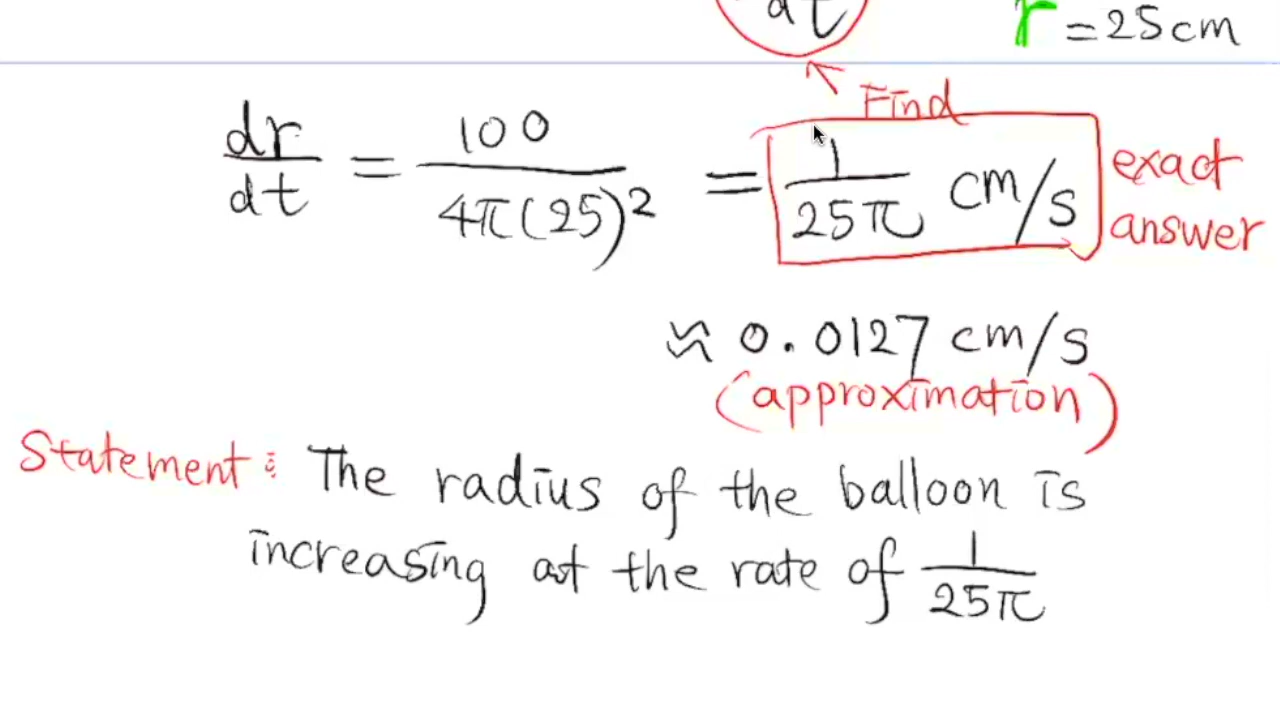 dt
r = 25cm
Find
dr/dt = 100/4π(25)² = 1/25π cm/s
exact
answer
≈ 0.0127 cm/s
(approximation)
Statement: The radius of the balloon is
increasing at the rate of 1/25π